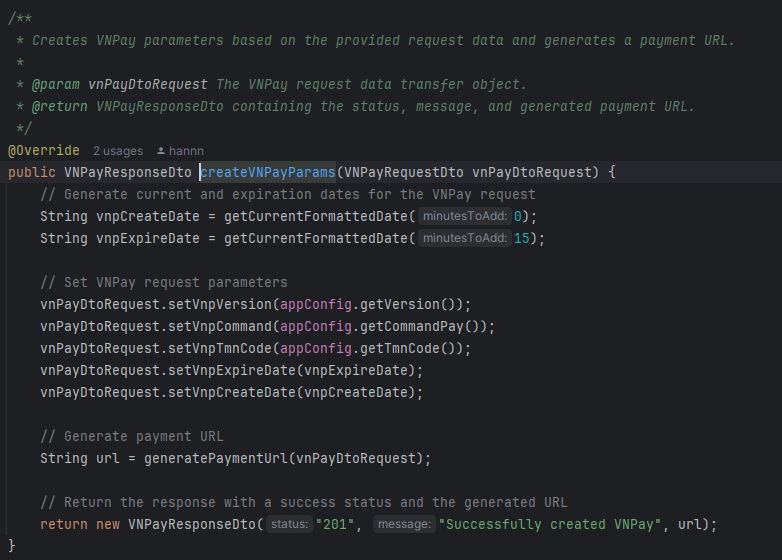 /**
 * Creates VNPay parameters based on the provided request data and generates a payment URL.
 *
 * @param vnPayDtoRequest The VNPay request data transfer object.
 * @return VNPayResponseDto containing the status, message, and generated payment URL.
 */
@Override 2 usages hannn
public VNPayResponseDto createVNPayParams(VNPayRequestDto vnPayDtoRequest) {
    // Generate current and expiration dates for the VNPay request
    String vnpCreateDate = getCurrentFormattedDate( minutesToAdd: 0);
    String vnpExpireDate = getCurrentFormattedDate( minutesToAdd: 15);

    // Set VNPay request parameters
    vnPayDtoRequest.setVnpVersion(appConfig.getVersion());
    vnPayDtoRequest.setVnpCommand(appConfig.getCommandPay());
    vnPayDtoRequest.setVnpTmnCode(appConfig.getTmnCode());
    vnPayDtoRequest.setVnpExpireDate(vnpExpireDate);
    vnPayDtoRequest.setVnpCreateDate(vnpCreateDate);

    // Generate payment URL
    String url = generatePaymentUrl(vnPayDtoRequest);

    // Return the response with a success status and the generated URL
    return new VNPayResponseDto( status: "201", message: "Successfully created VNPay", url);
}